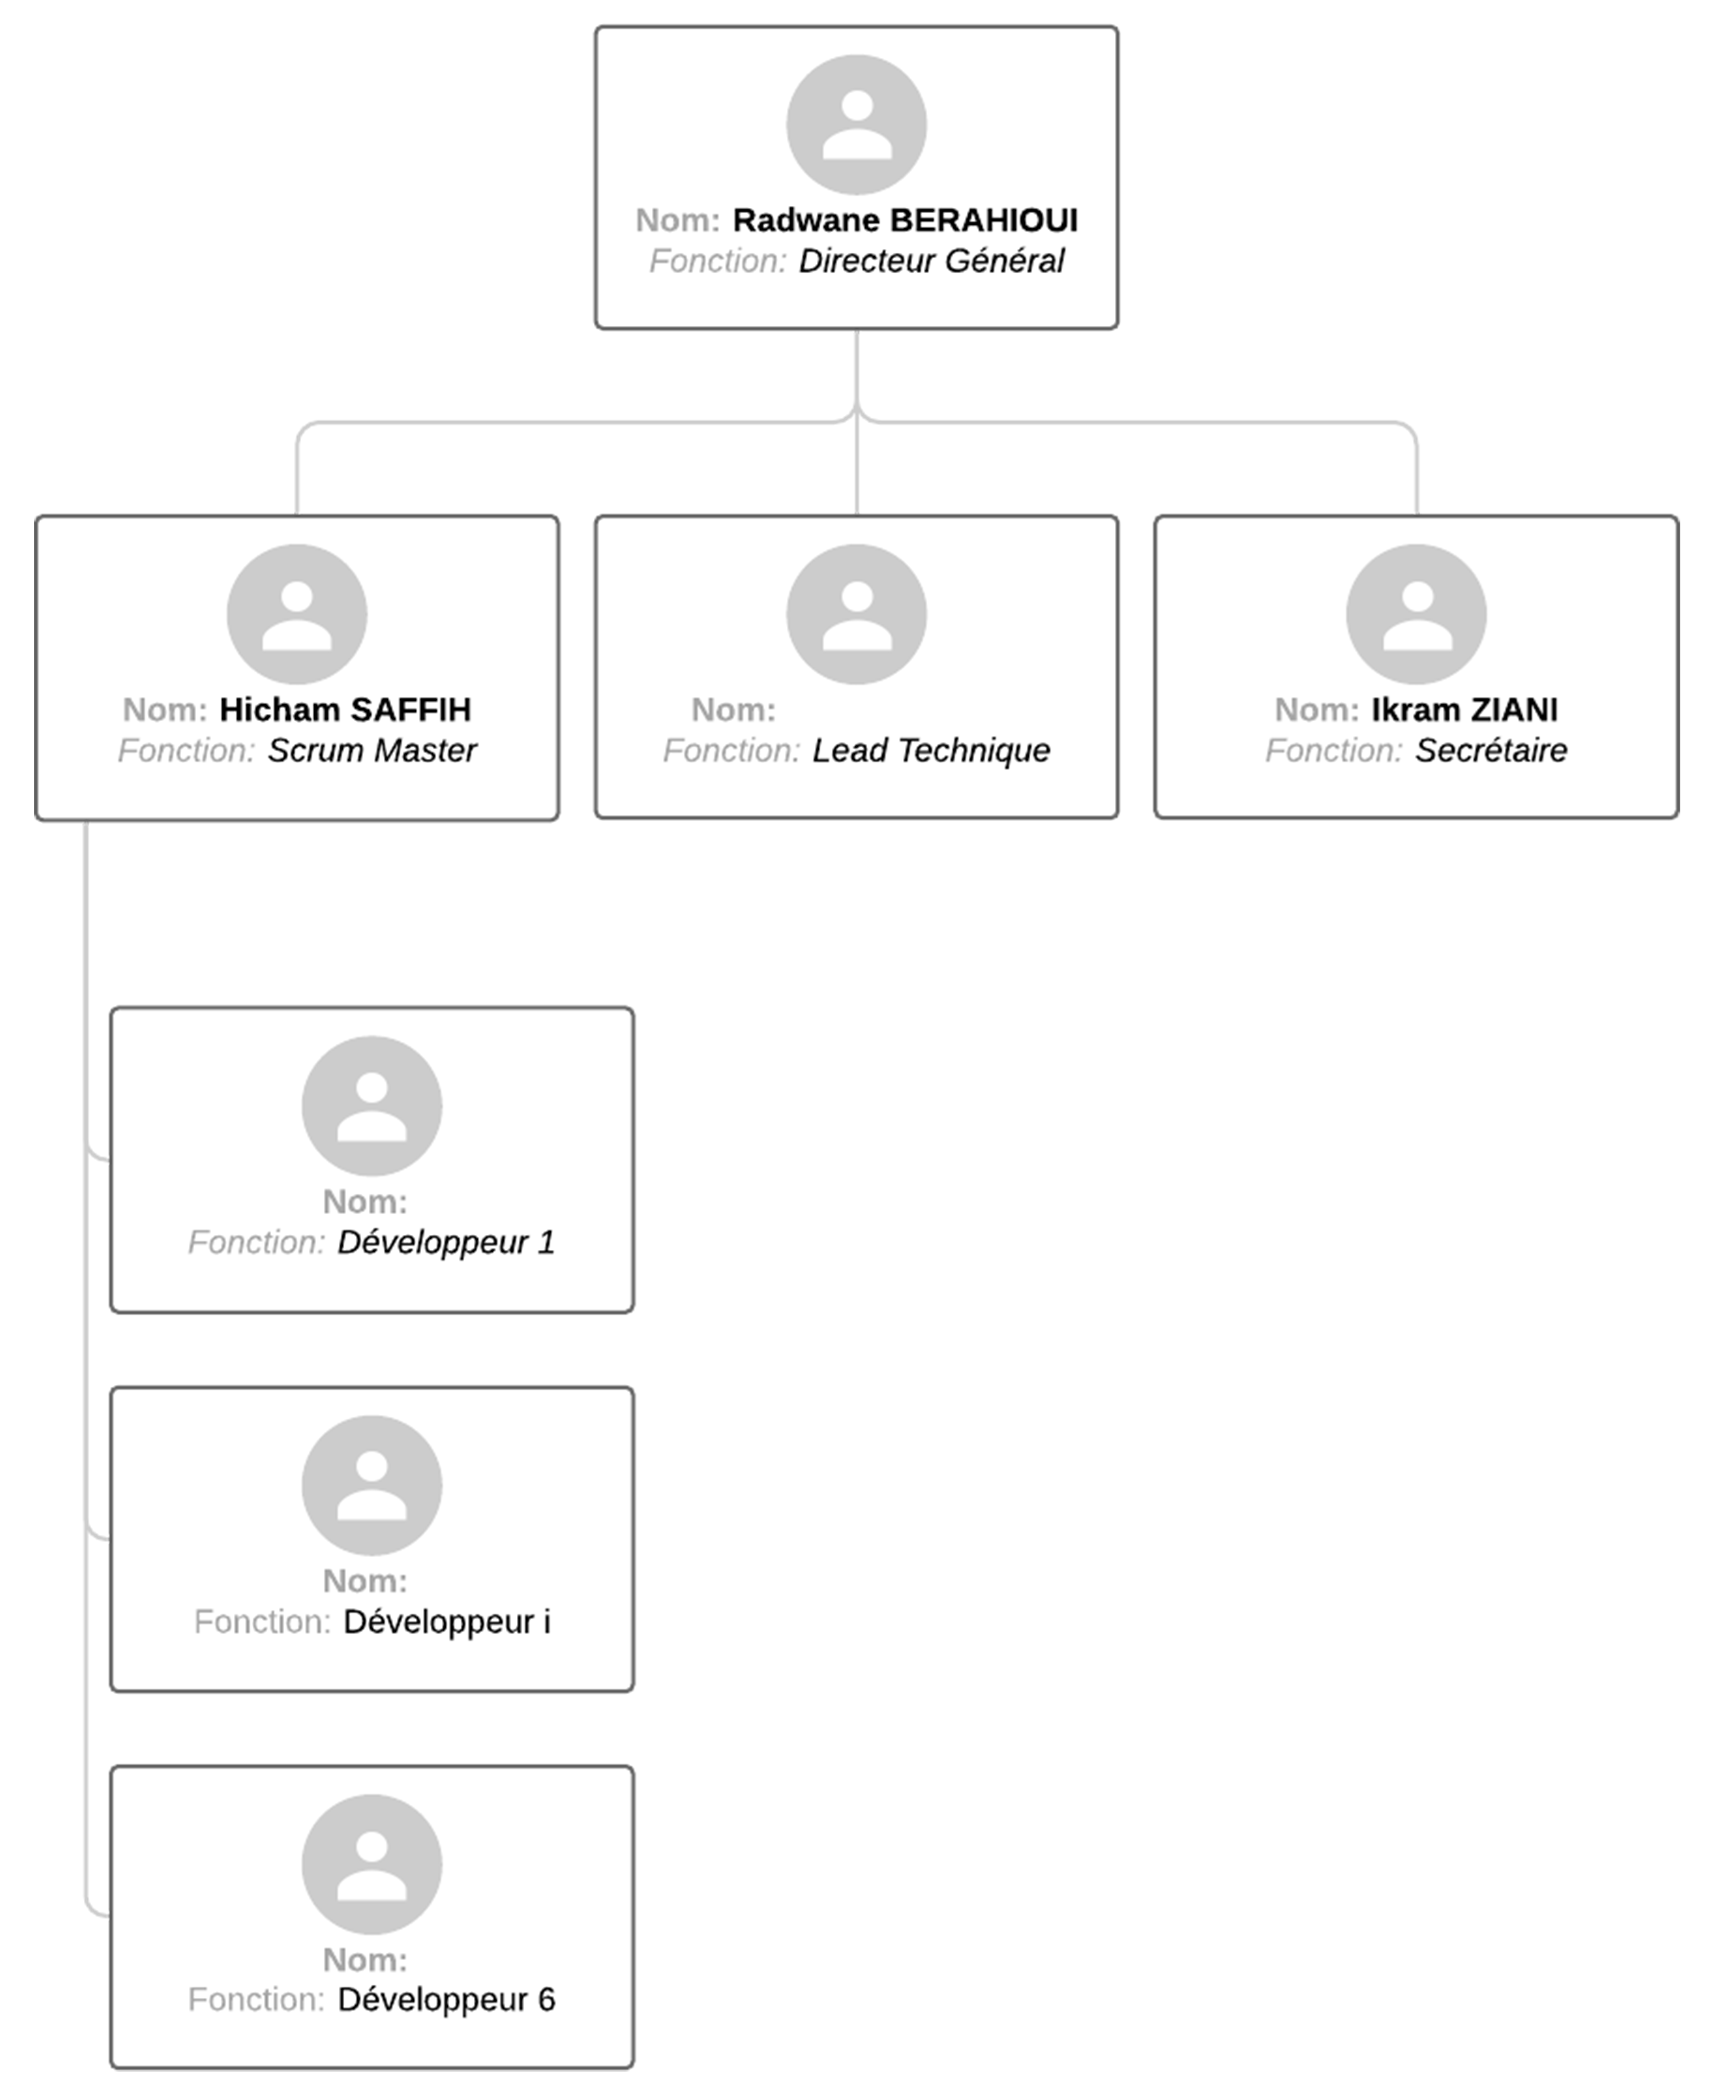 Nom: Radwane BERAHIOUI
Fonction: Directeur Général
Nom: Hicham SAFFIH
Fonction: Scrum Master
Nom:
Fonction: Lead Technique
Nom: Ikram ZIANI
Fonction: Secrétaire
Nom:
Fonction: Développeur 1
Nom:
Fonction: Développeur i
Nom:
Fonction: Développeur 6